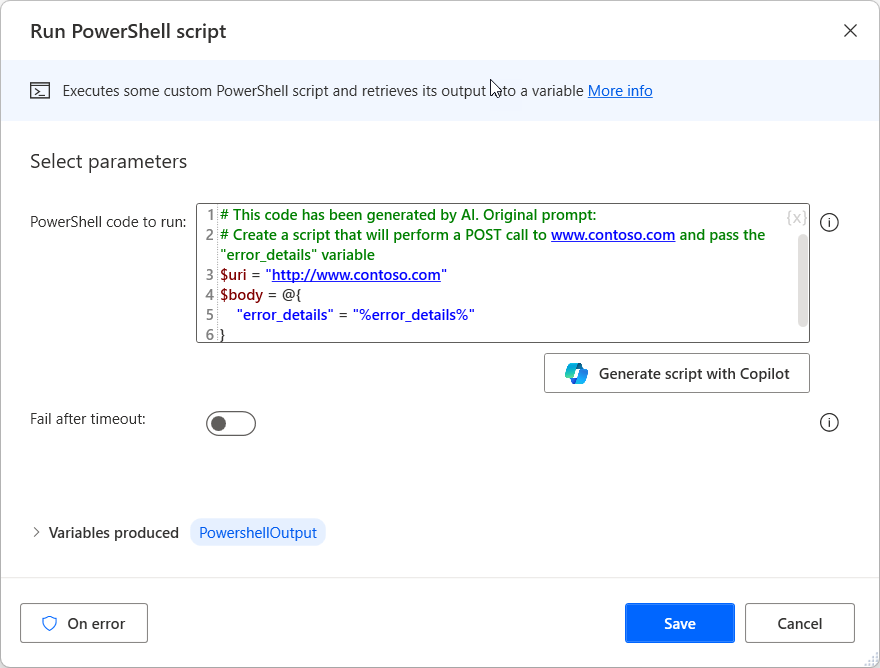 Run PowerShell script
Executes some custom PowerShell script and retrieves its output to a variable More info
Select parameters
PowerShell code to run:
1 # This code has been generated by AI. Original prompt:
{x}
2 # Create a script that will perform a POST call to www.contoso.com and pass the
"error_details" variable
3 $uri = "http://www.contoso.com"
4 $body = @{
5 "error_details" = "%error_details%"
6 }
Generate script with Copilot
Fail after timeout:
Variables produced PowershellOutput
On error
Save
Cancel